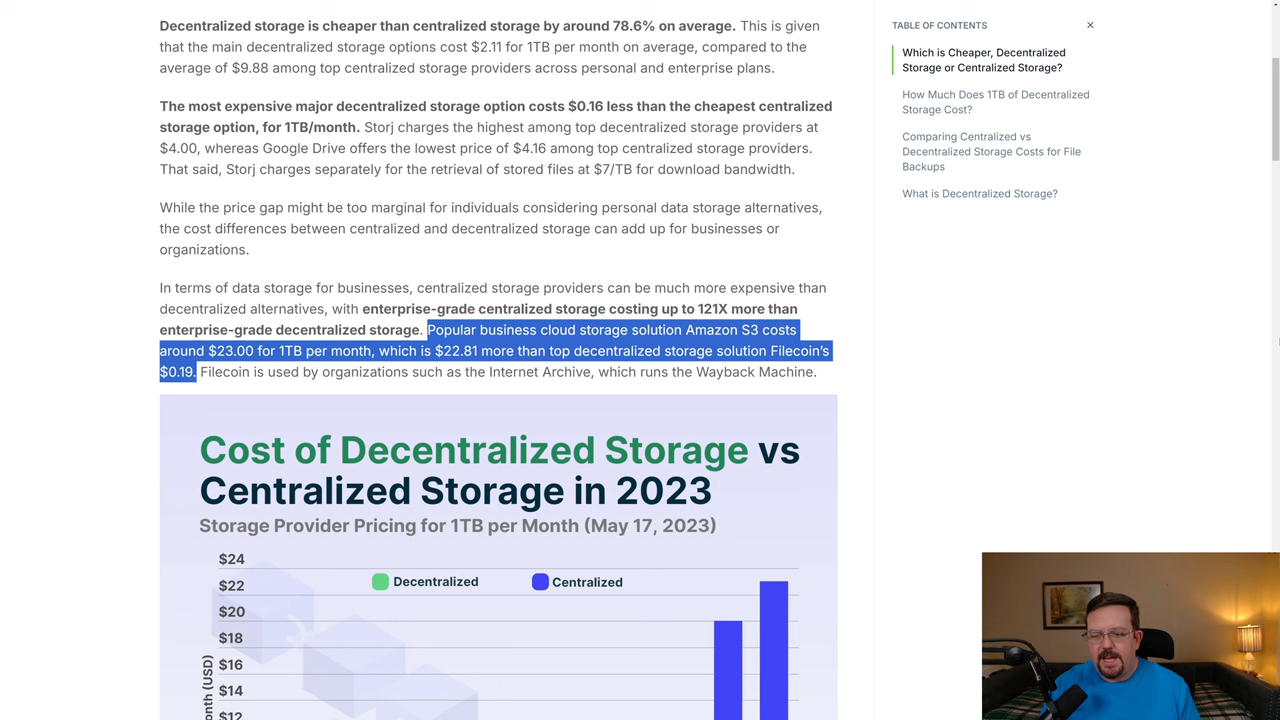 Decentralized storage is cheaper than centralized storage by around 78.6% on average. This is given
that the main decentralized storage options cost $2.11 for 1TB per month on average, compared to the
average of $9.88 among top centralized storage providers across personal and enterprise plans.
The most expensive major decentralized storage option costs $0.16 less than the cheapest centralized
storage option, for 1TB/month. Storj charges the highest among top decentralized storage providers at
$4.00, whereas Google Drive offers the lowest price of $4.16 among top centralized storage providers.
That said, Storj charges separately for the retrieval of stored files at $7/TB for download bandwidth.
While the price gap might be too marginal for individuals considering personal data storage alternatives,
the cost differences between centralized and decentralized storage can add up for businesses or
organizations.
In terms of data storage for businesses, centralized storage providers can be much more expensive than
decentralized alternatives, with enterprise-grade centralized storage costing up to 121X more than
enterprise-grade decentralized storage. Popular business cloud storage solution Amazon S3 costs
around $23.00 for 1TB per month, which is $22.81 more than top decentralized storage solution Filecoin’s
$0.19. Filecoin is used by organizations such as the Internet Archive, which runs the Wayback Machine.
Cost of Decentralized Storage vs
Centralized Storage in 2023
Storage Provider Pricing for 1TB per Month (May 17, 2023)
Decentralized
Centralized
$24
$22
$20
$18
$16
$14
$12
onth (USD)
TABLE OF CONTENTS
Which is Cheaper, Decentralized
Storage or Centralized Storage?
How Much Does 1TB of Decentralized
Storage Cost?
Comparing Centralized vs
Decentralized Storage Costs for File
Backups
What is Decentralized Storage?